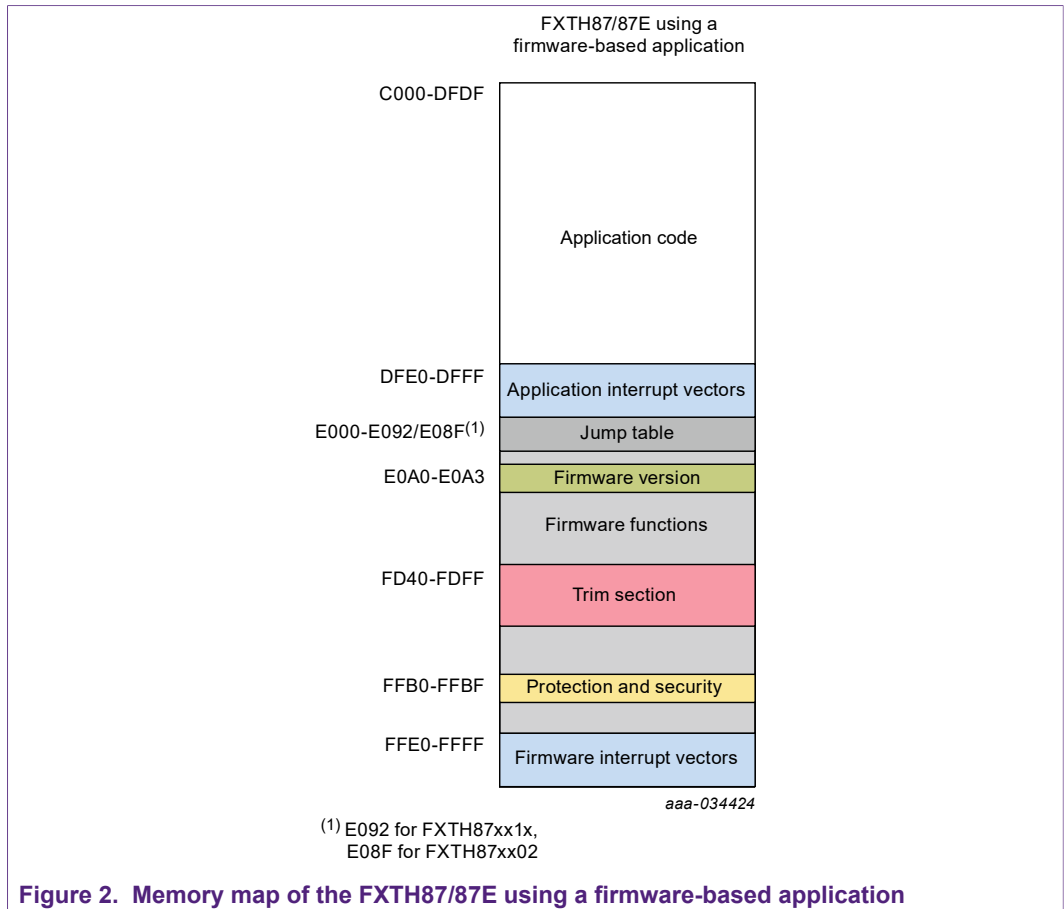 FXTH87/87E using a
firmware-based application
C000-DFDF
Application code
DFE0-DFFF
Application interrupt vectors
E000-E092/E08F(1)
Jump table
E0A0-E0A3
Firmware version
Firmware functions
FD40-FDFF
Trim section
FFB0-FFBF
Protection and security
FFE0-FFFF
Firmware interrupt vectors
aaa-034424
(1) E092 for FXTH87xx1x,
E08F for FXTH87xx02
Figure 2. Memory map of the FXTH87/87E using a firmware-based application